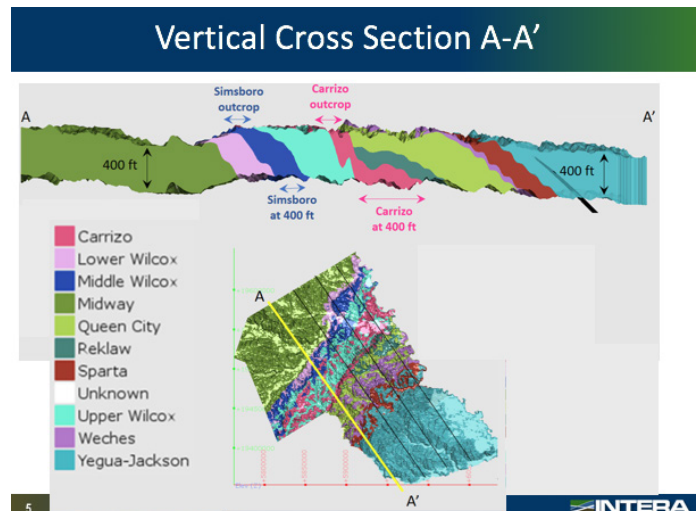 Vertical Cross Section A-A’
Simsboro
outcrop
Carrizo
outcrop
A
A’
400 ft
400 ft
Simsboro
at 400 ft
Carrizo
at 400 ft
Carrizo
Lower Wilcox
Middle Wilcox
Midway
Queen City
Reklaw
Sparta
Unknown
Upper Wilcox
Weches
Yegua-Jackson
A
A’
5
INTERA